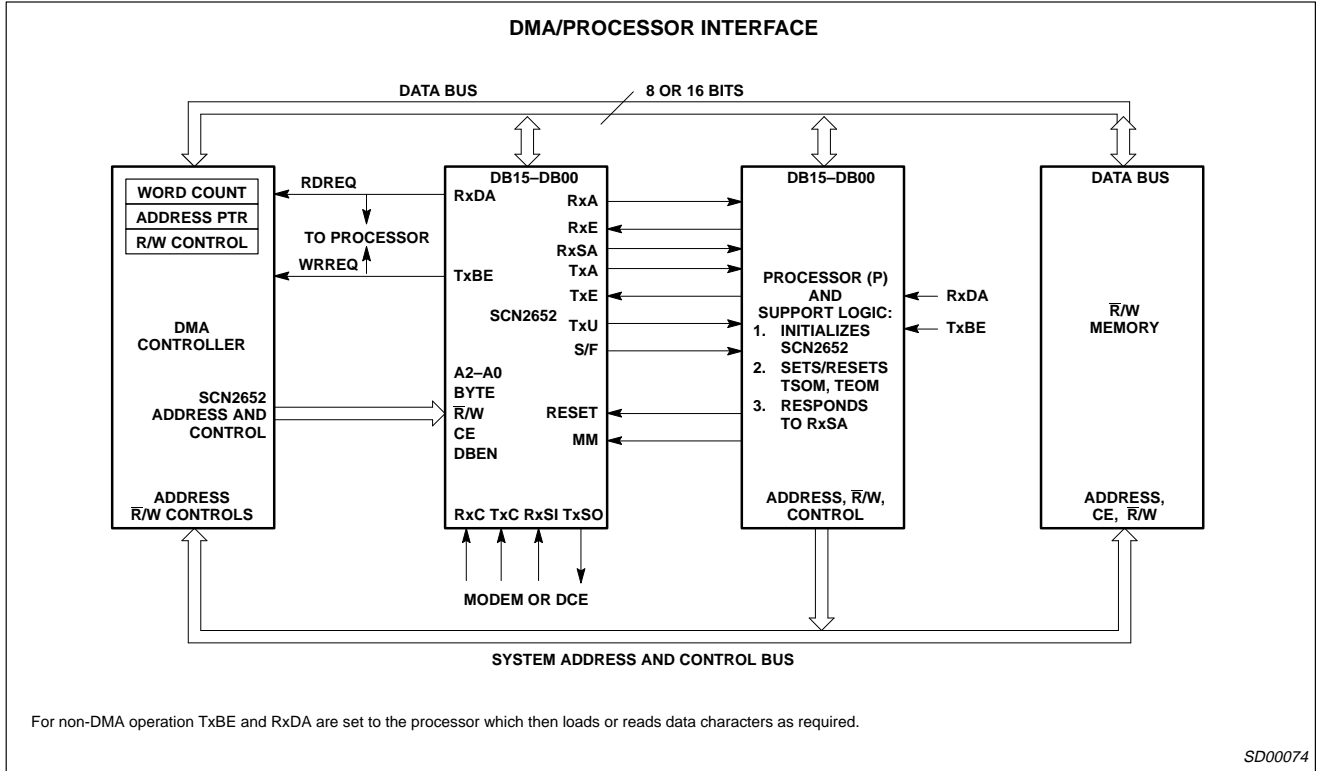 DMA/PROCESSOR INTERFACE
DATA BUS
8 OR 16 BITS
WORD COUNT
ADDRESS PTR
R/W CONTROL
DMA
CONTROLLER
SCN2652
ADDRESS AND
CONTROL
ADDRESS
R̅/W CONTROLS
RDREQ
TO PROCESSOR
WRREQ
DB15–DB00
RxDA
TxBE
SCN2652
A2–A0
BYTE
R̅/W
CE
DBEN
RxA
RxE
RxSA
TxA
TxE
TxU
S/F
RESET
MM
RxC TxC RxSI TxSO
MODEM OR DCE
DB15–DB00
PROCESSOR (P)
AND
SUPPORT LOGIC:
1. INITIALIZES
SCN2652
2. SETS/RESETS
TSOM, TEOM
3. RESPONDS
TO RxSA
ADDRESS, R̅/W,
CONTROL
RxDA
TxBE
DATA BUS
R̅/W
MEMORY
ADDRESS,
CE, R̅/W
SYSTEM ADDRESS AND CONTROL BUS
For non-DMA operation TxBE and RxDA are set to the processor which then loads or reads data characters as required.
SD00074